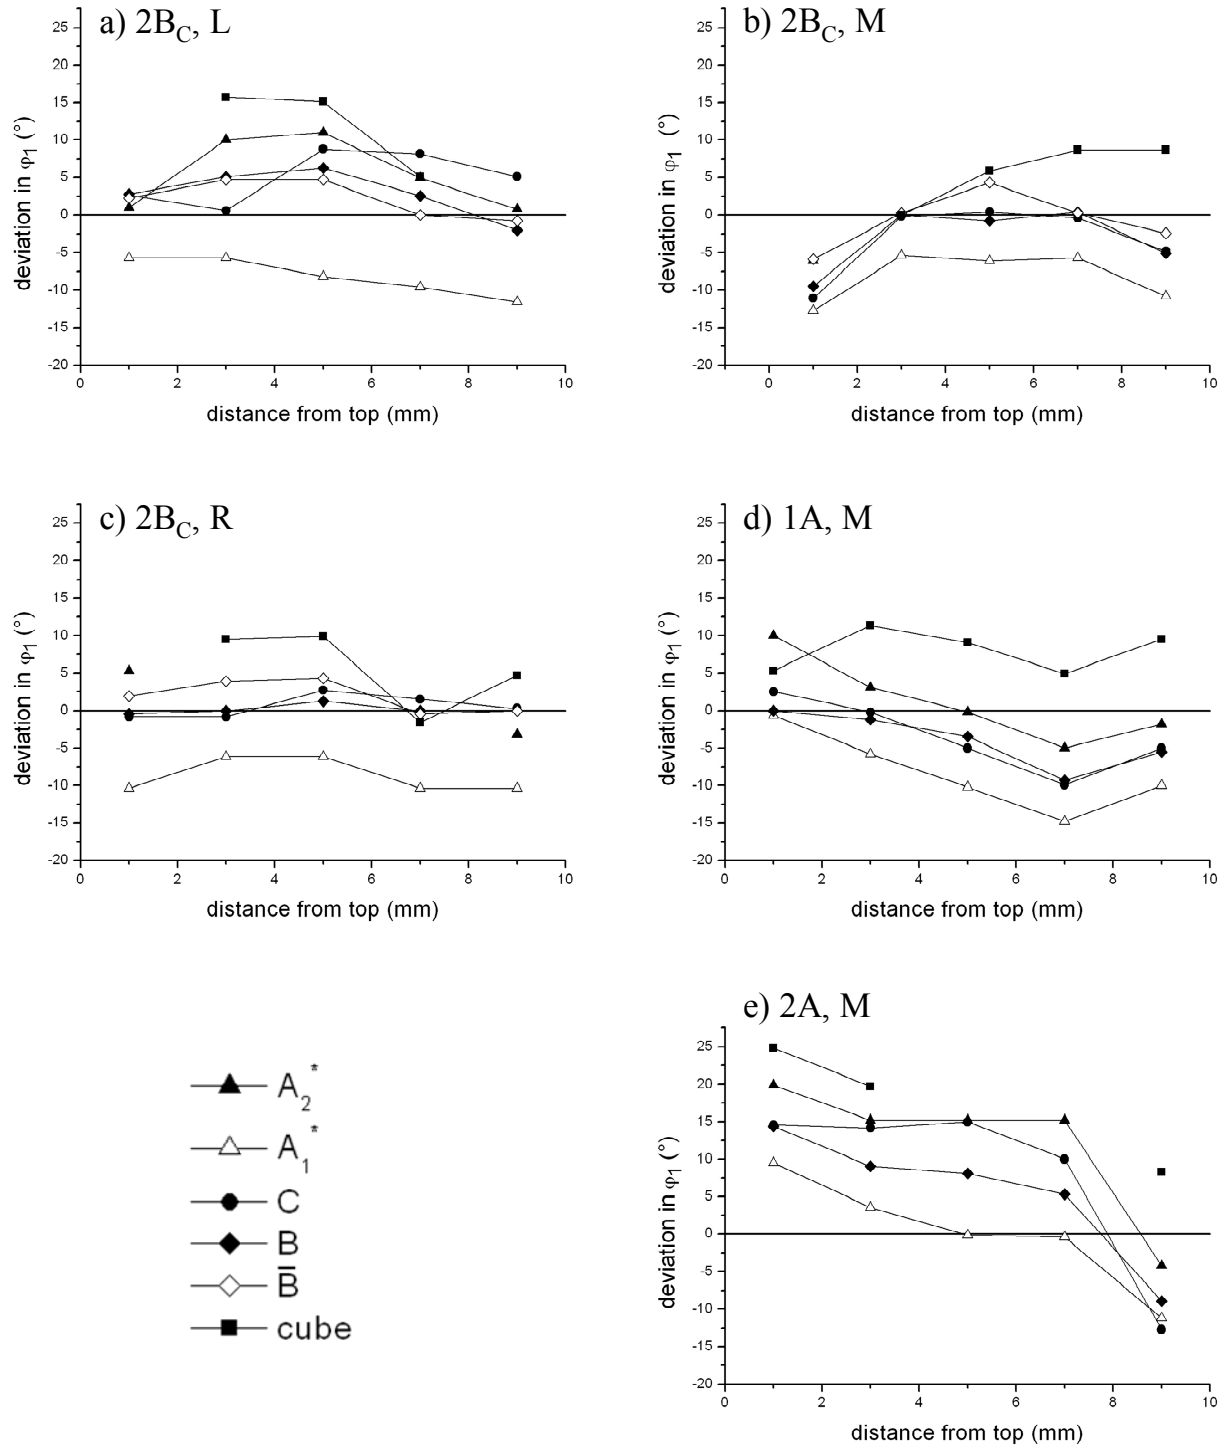 a) 2B_C, L
deviation in φ1 (°)
25
20
15
10
5
0
-5
-10
-15
-20
0 2 4 6 8 10
distance from top (mm)
b) 2B_C, M
deviation in φ1 (°)
25
20
15
10
5
0
-5
-10
-15
-20
0 2 4 6 8 10
distance from top (mm)
c) 2B_C, R
deviation in φ1 (°)
25
20
15
10
5
0
-5
-10
-15
-20
0 2 4 6 8 10
distance from top (mm)
d) 1A, M
deviation in φ1 (°)
25
20
15
10
5
0
-5
-10
-15
-20
0 2 4 6 8 10
distance from top (mm)
A2*
A1*
C
B
B̅
cube
e) 2A, M
deviation in φ1 (°)
25
20
15
10
5
0
-5
-10
-15
-20
0 2 4 6 8 10
distance from top (mm)